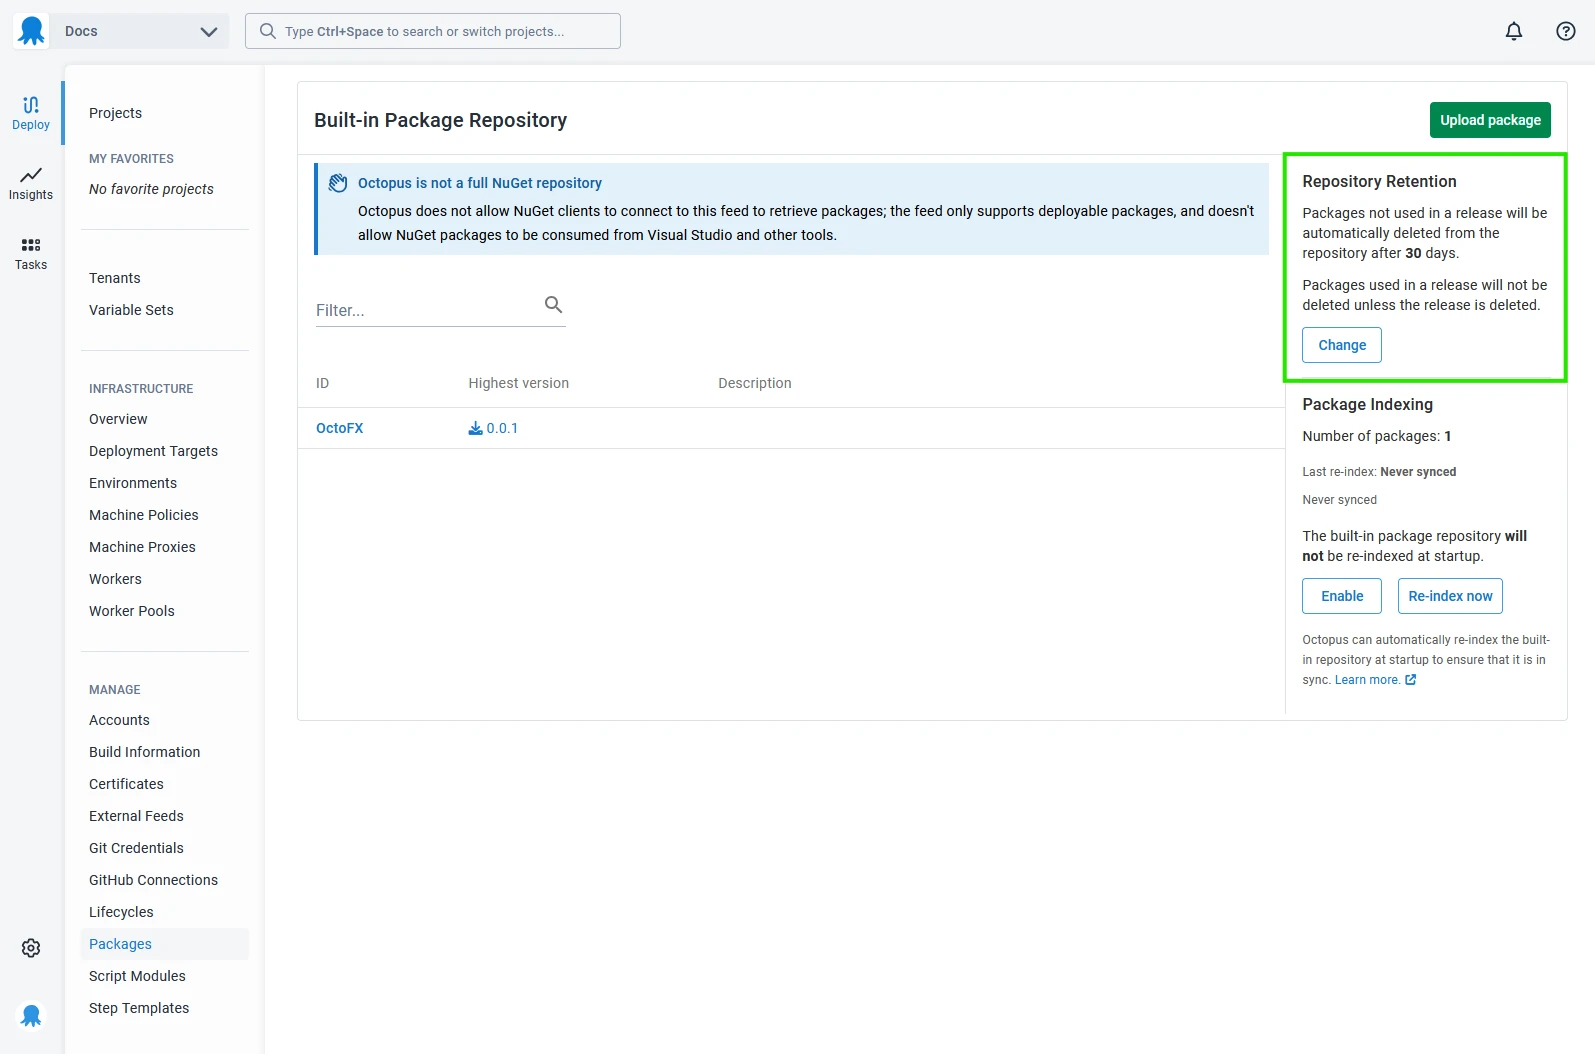 Docs
Type Ctrl+Space to search or switch projects...
Deploy
Insights
Tasks
Projects
MY FAVORITES
No favorite projects
Tenants
Variable Sets
INFRASTRUCTURE
Overview
Deployment Targets
Environments
Machine Policies
Machine Proxies
Workers
Worker Pools
MANAGE
Accounts
Build Information
Certificates
External Feeds
Git Credentials
GitHub Connections
Lifecycles
Packages
Script Modules
Step Templates
Built-in Package Repository
Upload package
Octopus is not a full NuGet repository
Octopus does not allow NuGet clients to connect to this feed to retrieve packages; the feed only supports deployable packages, and doesn't
allow NuGet packages to be consumed from Visual Studio and other tools.
Filter...
ID Highest version Description
OctoFX 0.0.1
Repository Retention
Packages not used in a release will be
automatically deleted from the
repository after 30 days.
Packages used in a release will not be
deleted unless the release is deleted.
Change
Package Indexing
Number of packages: 1
Last re-index: Never synced
Never synced
The built-in package repository will
not be re-indexed at startup.
Enable Re-index now
Octopus can automatically re-index the built-
in repository at startup to ensure that it is in
sync. Learn more.